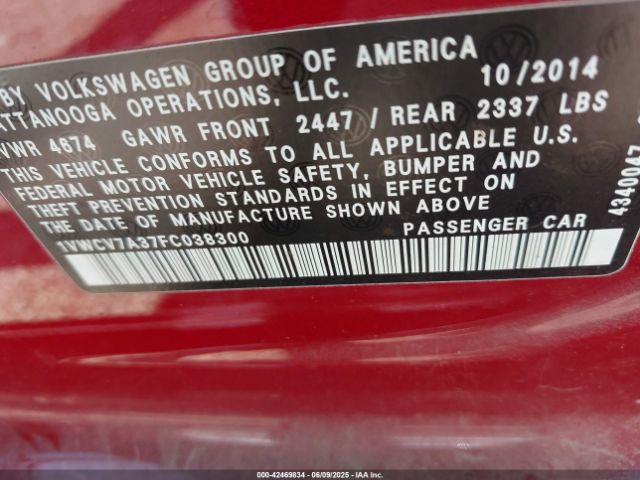 BY VOLKSWAGEN GROUP OF AMERICA
ATTANOOGA OPERATIONS, LLC. 10/2014
VWR 4674 GAWR FRONT 2447 / REAR 2337 LBS
THIS VEHICLE CONFORMS TO ALL APPLICABLE U.S.
FEDERAL MOTOR VEHICLE SAFETY, BUMPER AND
THEFT PREVENTION STANDARDS IN EFFECT ON
THE DATE OF MANUFACTURE SHOWN ABOVE
1VWCV7A37FC038300 PASSENGER CAR
4340047
000-42469834 / 06/09/2025 - IAA Inc.